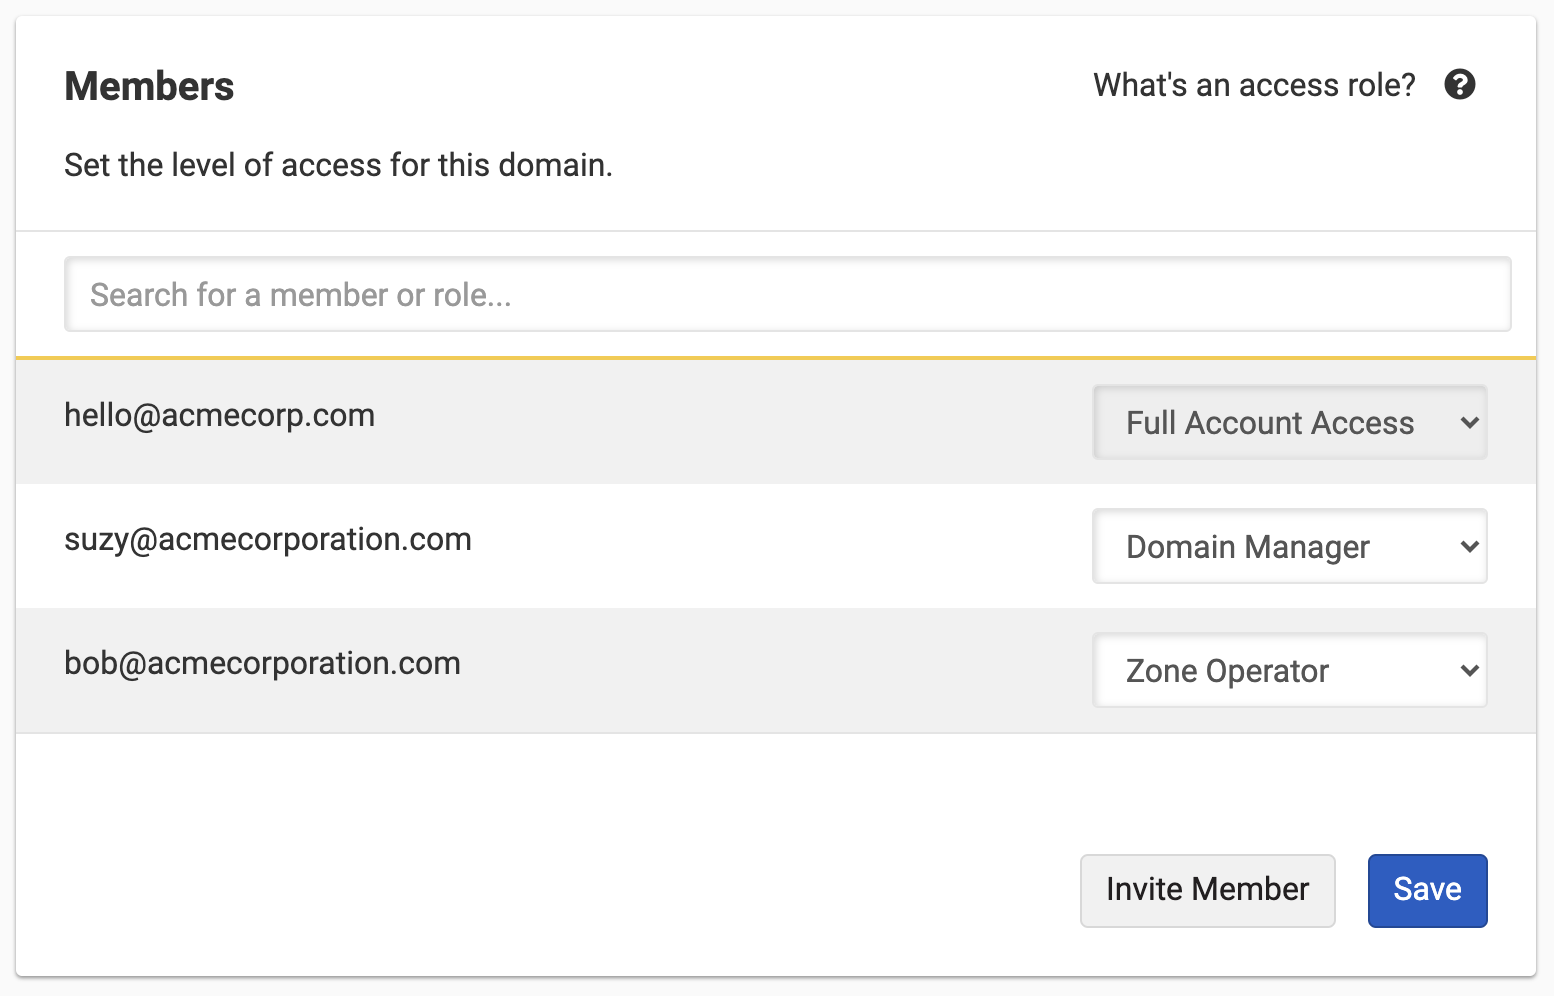 Members
What's an access role?
Set the level of access for this domain.
Search for a member or role...
hello@acmecorp.com
Full Account Access
suzy@acmecorporation.com
Domain Manager
bob@acmecorporation.com
Zone Operator
Invite Member
Save